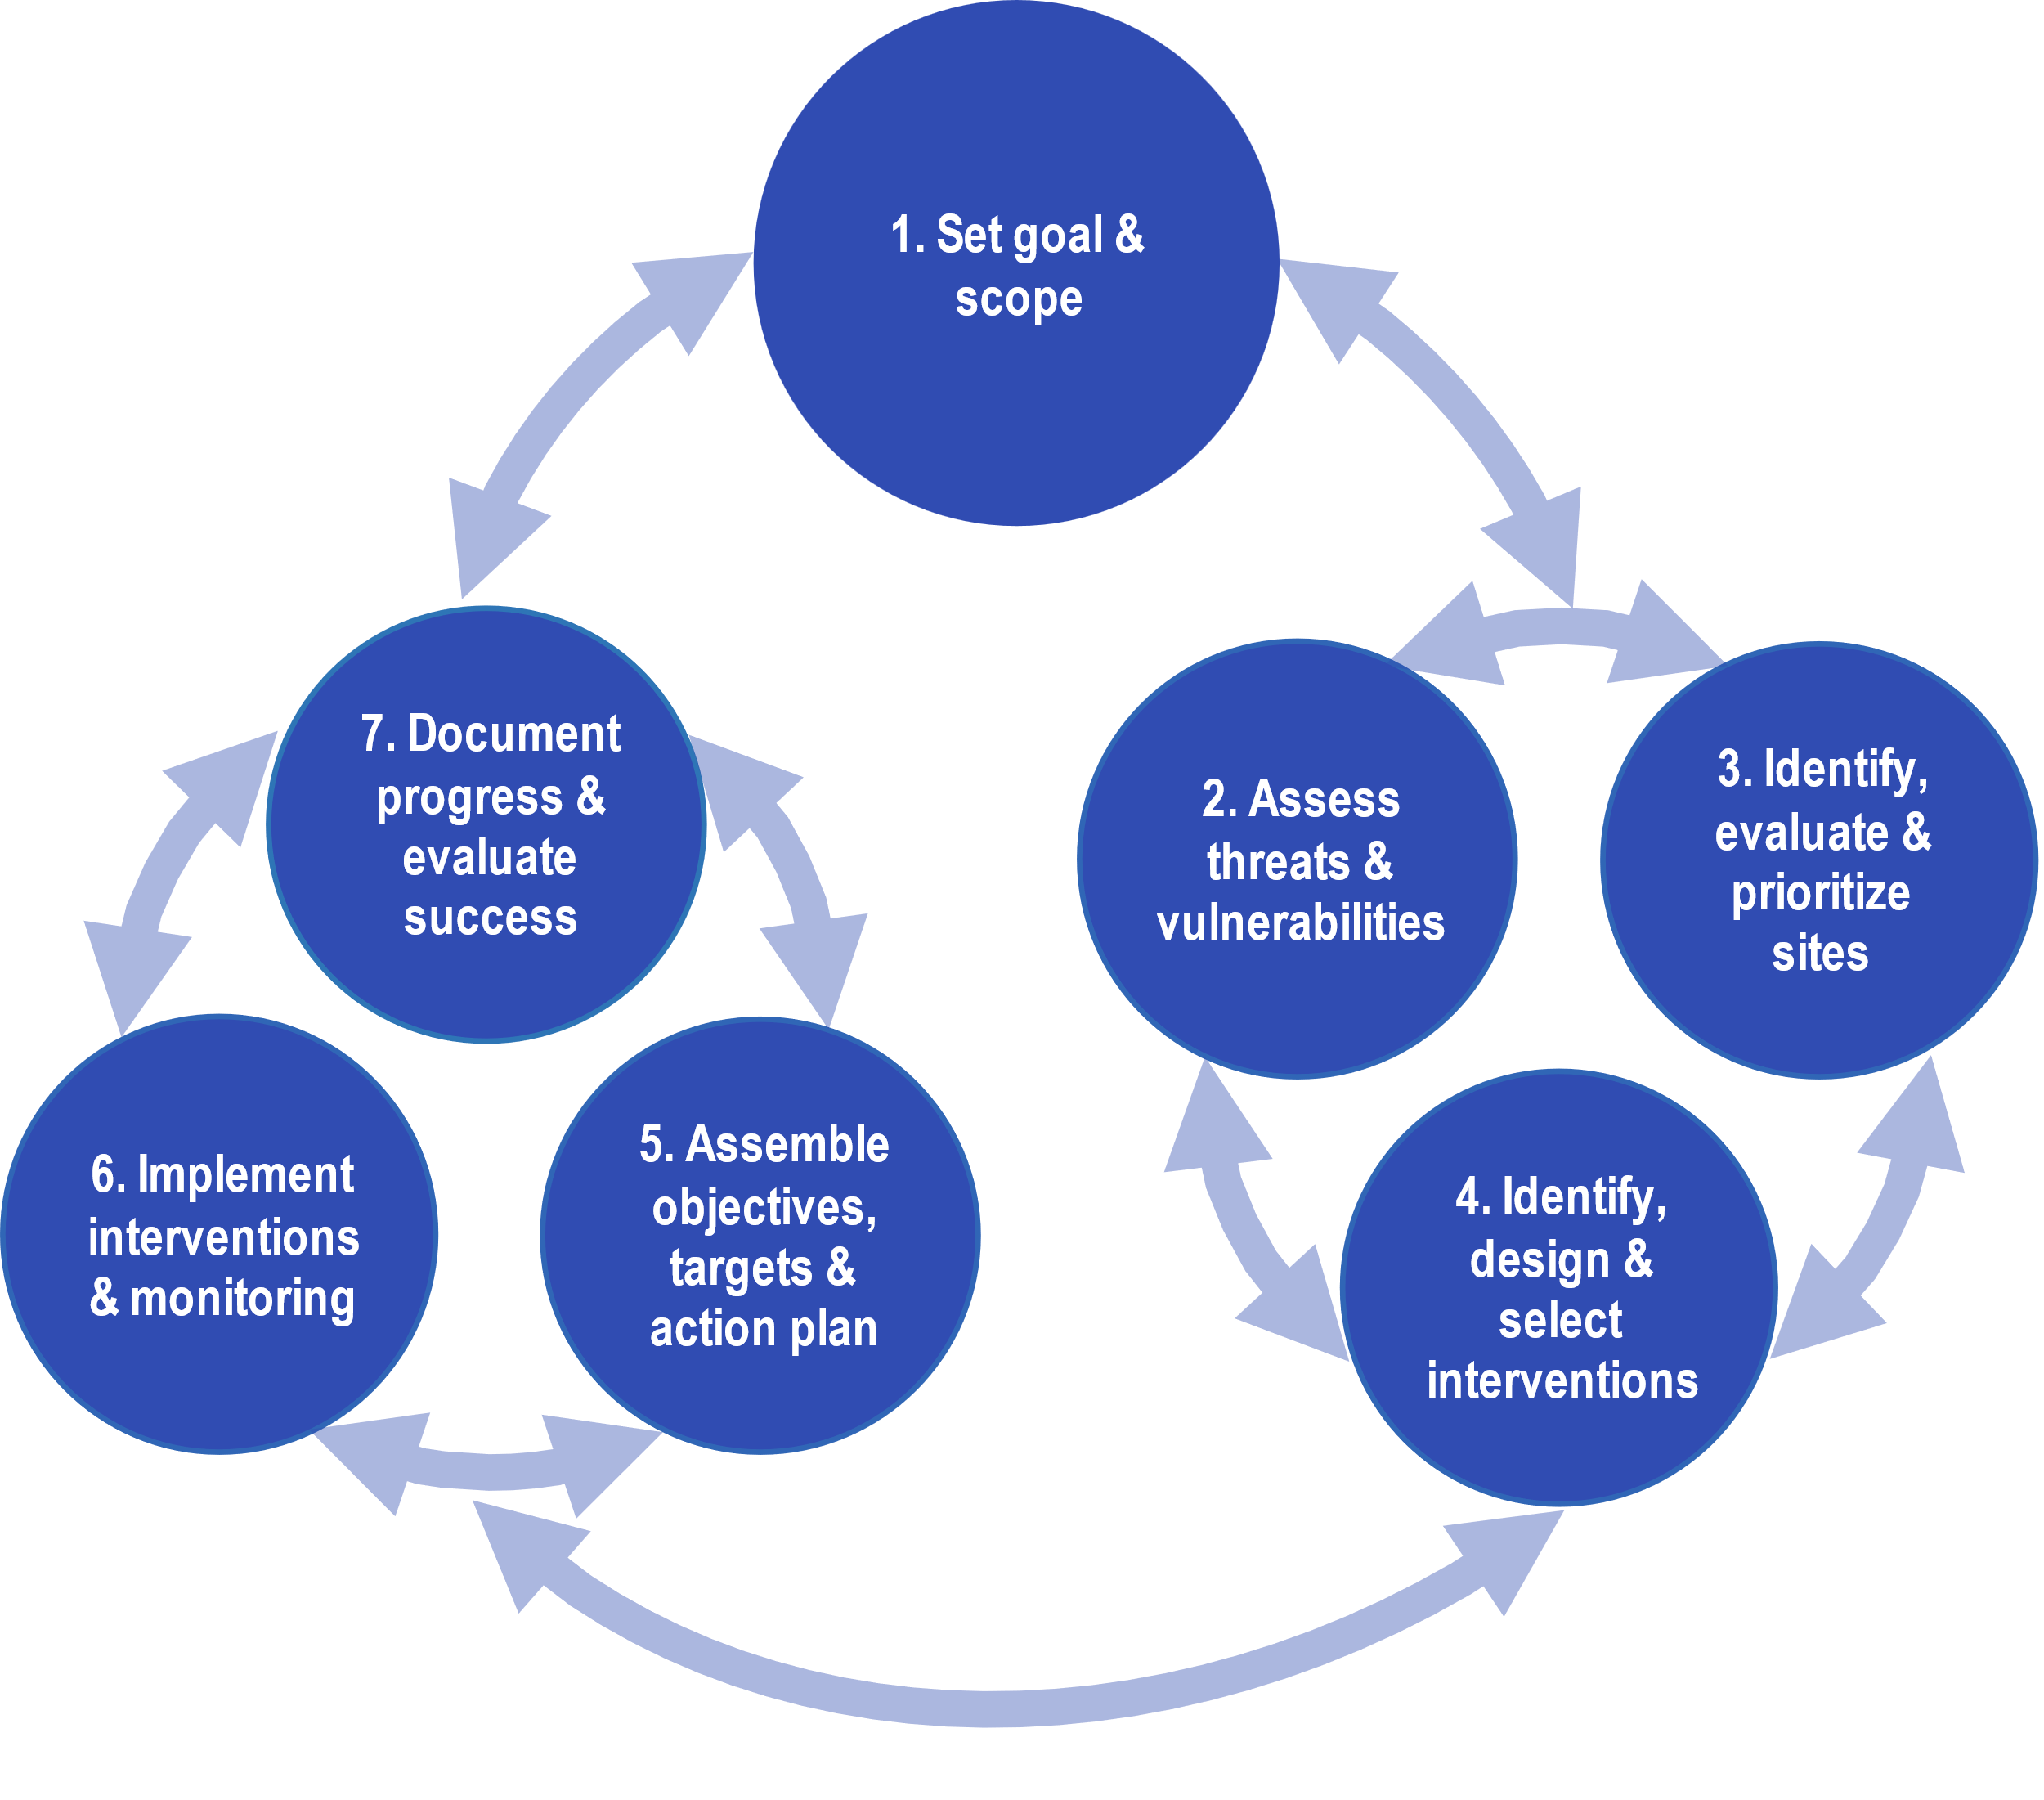 1. Set goal &
scope
2. Assess
threats &
vulnerabilities
3. Identify,
evaluate &
prioritize
sites
4. Identify,
design &
select
interventions
5. Assemble
objectives,
targets &
action plan
6. Implement
interventions
& monitoring
7. Document
progress &
evaluate
success